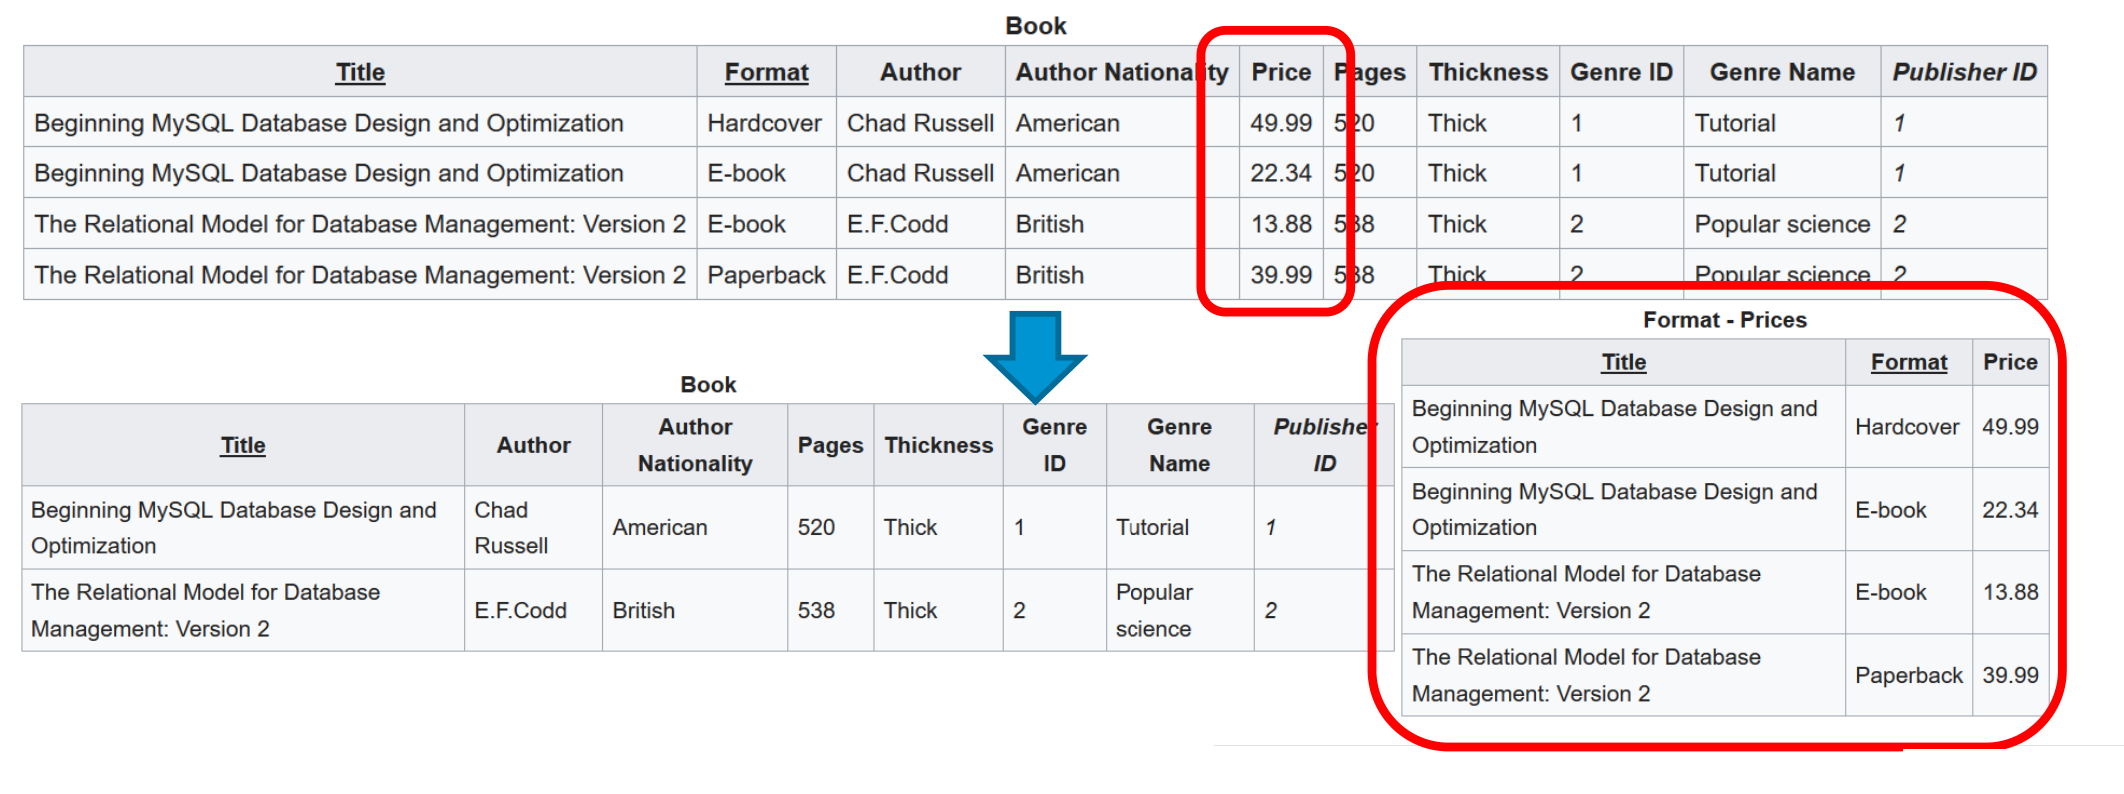 Book
Title Format Author Author Nationality Price Pages Thickness Genre ID Genre Name Publisher ID
Beginning MySQL Database Design and Optimization Hardcover Chad Russell American 49.99 520 Thick 1 Tutorial 1
Beginning MySQL Database Design and Optimization E-book Chad Russell American 22.34 520 Thick 1 Tutorial 1
The Relational Model for Database Management: Version 2 E-book E.F.Codd British 13.88 538 Thick 2 Popular science 2
The Relational Model for Database Management: Version 2 Paperback E.F.Codd British 39.99 538 Thick 2 Popular science 2
Book
Title Author Author Pages Thickness Genre Genre Publisher
Nationality ID Name ID
Beginning MySQL Database Design and Chad American 520 Thick 1 Tutorial 1
Optimization Russell
The Relational Model for Database E.F.Codd British 538 Thick 2 Popular 2
Management: Version 2 science
Format - Prices
Title Format Price
Beginning MySQL Database Design and Hardcover 49.99
Optimization
Beginning MySQL Database Design and E-book 22.34
Optimization
The Relational Model for Database E-book 13.88
Management: Version 2
The Relational Model for Database Paperback 39.99
Management: Version 2